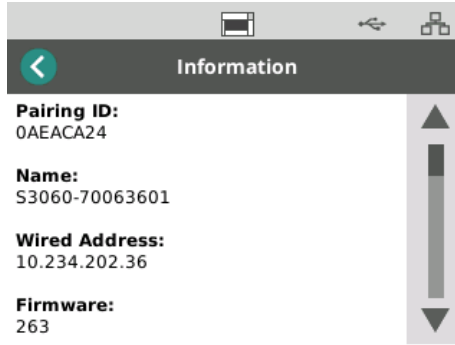 Information
Pairing ID:
0AEACA24
Name:
S3060-70063601
Wired Address:
10.234.202.36
Firmware:
263